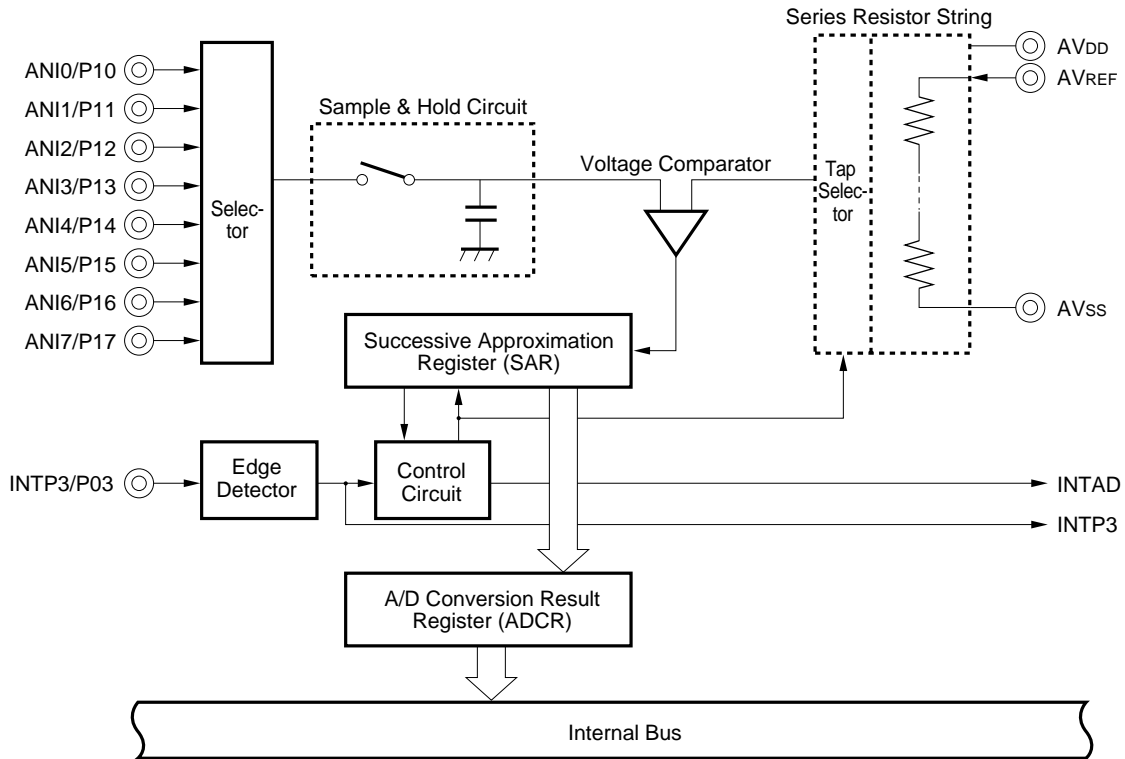 Series Resistor String
ANI0/P10
ANI1/P11
ANI2/P12
ANI3/P13
ANI4/P14
ANI5/P15
ANI6/P16
ANI7/P17
Selec-
tor
Sample & Hold Circuit
Voltage Comparator
Tap
Selec-
tor
AVDD
AVREF
AVSS
Successive Approximation
Register (SAR)
INTP3/P03
Edge
Detector
Control
Circuit
INTAD
INTP3
A/D Conversion Result
Register (ADCR)
Internal Bus